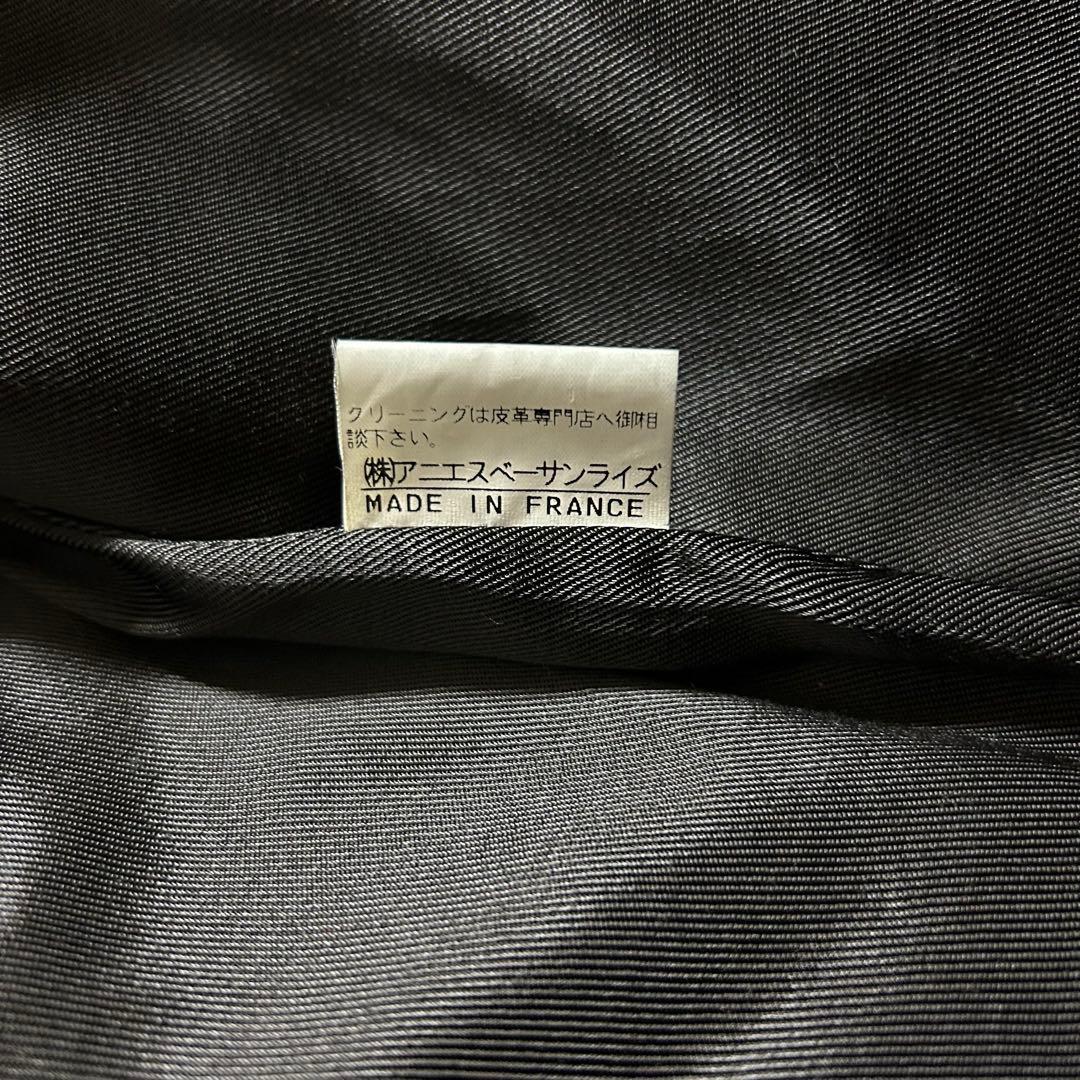 クリーニングは皮革専門店へ御相
談下さい。
㈱アニエスベーサンライズ
MADE IN FRANCE